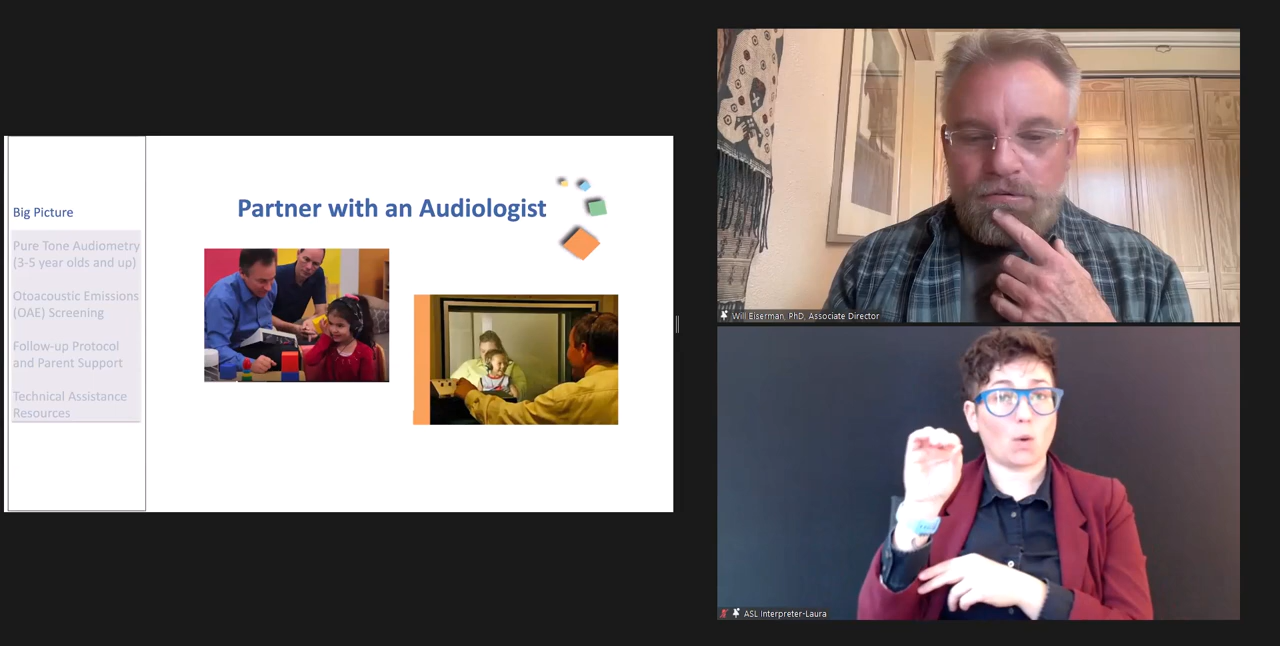 Big Picture
Pure Tone Audiometry
(3-5 year olds and up)
Otoacoustic Emissions
(OAE) Screening
Follow-up Protocol
and Parent Support
Technical Assistance
Resources
Partner with an Audiologist
Will Eiserman, PhD, Associate Director
ASL Interpreter-Laura